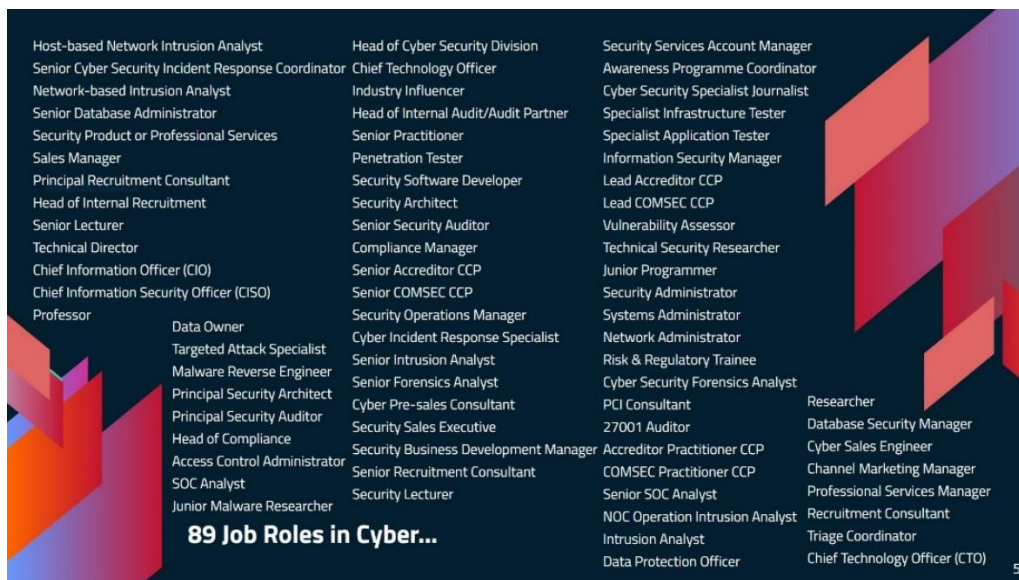 Host-based Network Intrusion Analyst
Senior Cyber Security Incident Response Coordinator
Network-based Intrusion Analyst
Senior Database Administrator
Security Product or Professional Services
Sales Manager
Principal Recruitment Consultant
Head of Internal Recruitment
Senior Lecturer
Technical Director
Chief Information Officer (CIO)
Chief Information Security Officer (CISO)
Professor
Data Owner
Targeted Attack Specialist
Malware Reverse Engineer
Principal Security Architect
Principal Security Auditor
Head of Compliance
Access Control Administrator
SOC Analyst
Junior Malware Researcher
Head of Cyber Security Division
Chief Technology Officer
Industry Influencer
Head of Internal Audit/Audit Partner
Senior Practitioner
Penetration Tester
Security Software Developer
Security Architect
Senior Security Auditor
Compliance Manager
Senior Accreditor CCP
Senior COMSEC CCP
Security Operations Manager
Cyber Incident Response Specialist
Senior Intrusion Analyst
Senior Forensics Analyst
Cyber Pre-sales Consultant
Security Sales Executive
Security Business Development Manager
Senior Recruitment Consultant
Security Lecturer
Security Services Account Manager
Awareness Programme Coordinator
Cyber Security Specialist Journalist
Specialist Infrastructure Tester
Specialist Application Tester
Information Security Manager
Lead Accreditor CCP
Lead COMSEC CCP
Vulnerability Assessor
Technical Security Researcher
Junior Programmer
Security Administrator
Systems Administrator
Network Administrator
Risk & Regulatory Trainee
Cyber Security Forensics Analyst
PCI Consultant
27001 Auditor
Accreditor Practitioner CCP
COMSEC Practitioner CCP
Senior SOC Analyst
NOC Operation Intrusion Analyst
Intrusion Analyst
Data Protection Officer
Researcher
Database Security Manager
Cyber Sales Engineer
Channel Marketing Manager
Professional Services Manager
Recruitment Consultant
Triage Coordinator
Chief Technology Officer (CTO)
89 Job Roles in Cyber...
5